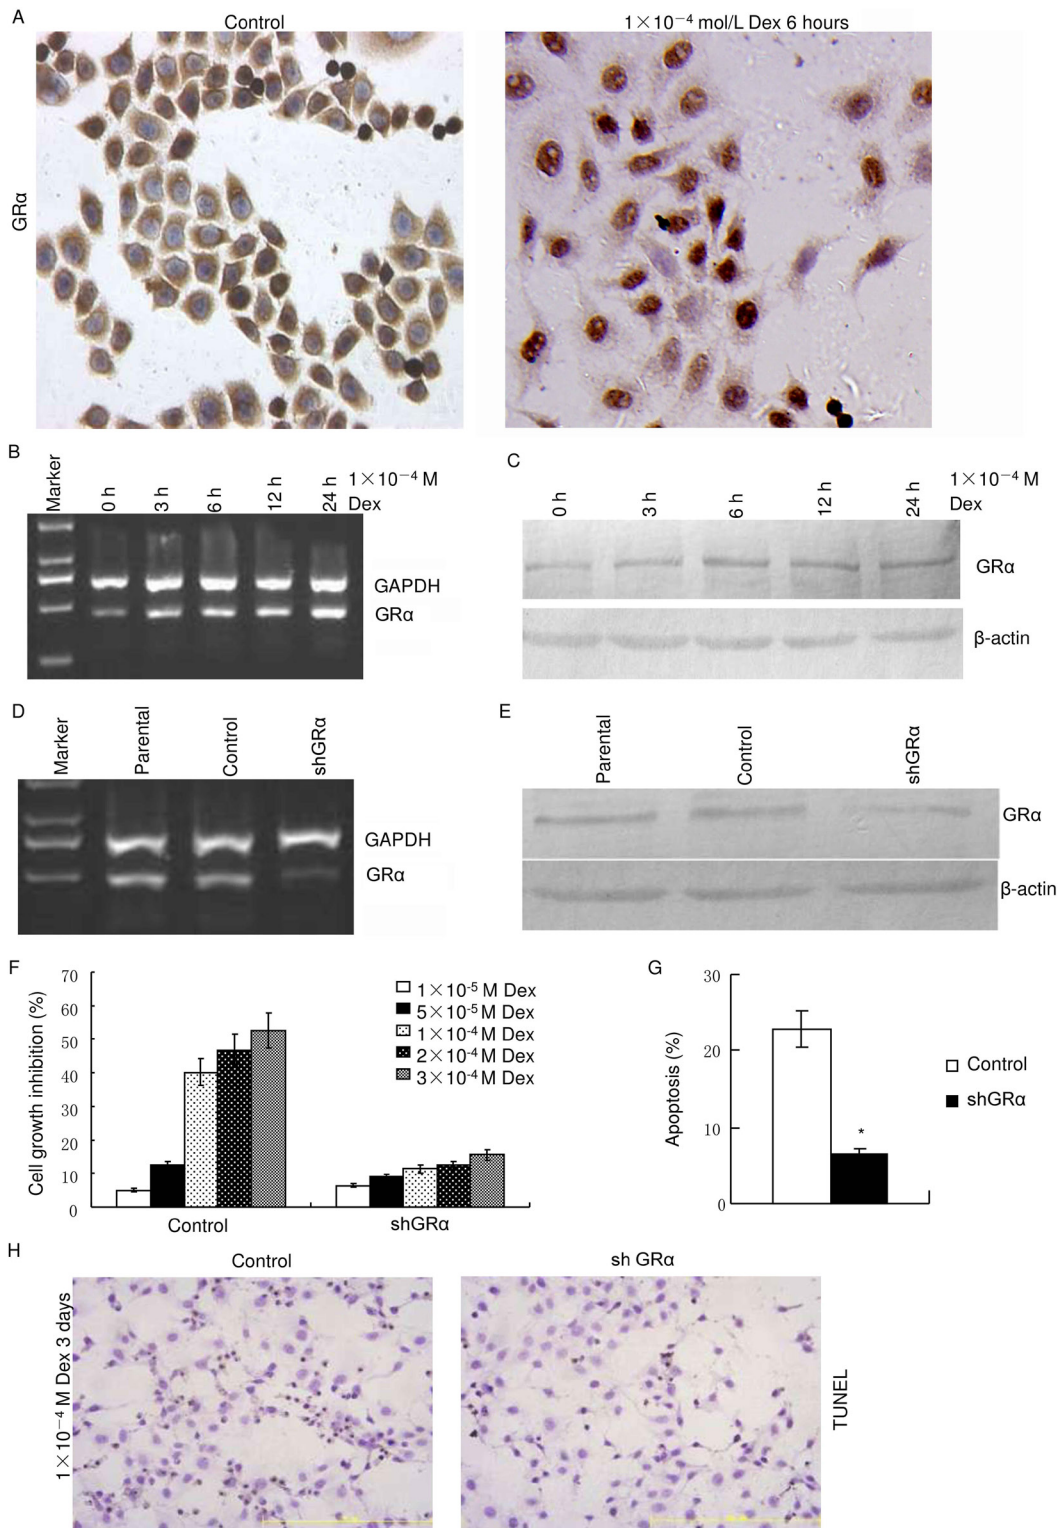 A
Control
1×10⁻⁴ mol/L Dex 6 hours
GRα
B
Marker
0 h
3 h
6 h
12 h
24 h
1×10⁻⁴ M
Dex
GAPDH
GRα
C
0 h
3 h
6 h
12 h
24 h
1×10⁻⁴ M
Dex
GRα
β-actin
D
Marker
Parental
Control
shGRα
GAPDH
GRα
E
Parental
Control
shGRα
GRα
β-actin
F
Cell growth inhibition (%)
70
60
50
40
30
20
10
0
1×10⁻⁵ M Dex
5×10⁻⁵ M Dex
1×10⁻⁴ M Dex
2×10⁻⁴ M Dex
3×10⁻⁴ M Dex
Control
shGRα
G
Apoptosis (%)
30
20
10
0
*
Control
shGRα
H
Control
sh GRα
1×10⁻⁴ M Dex 3 days
TUNEL